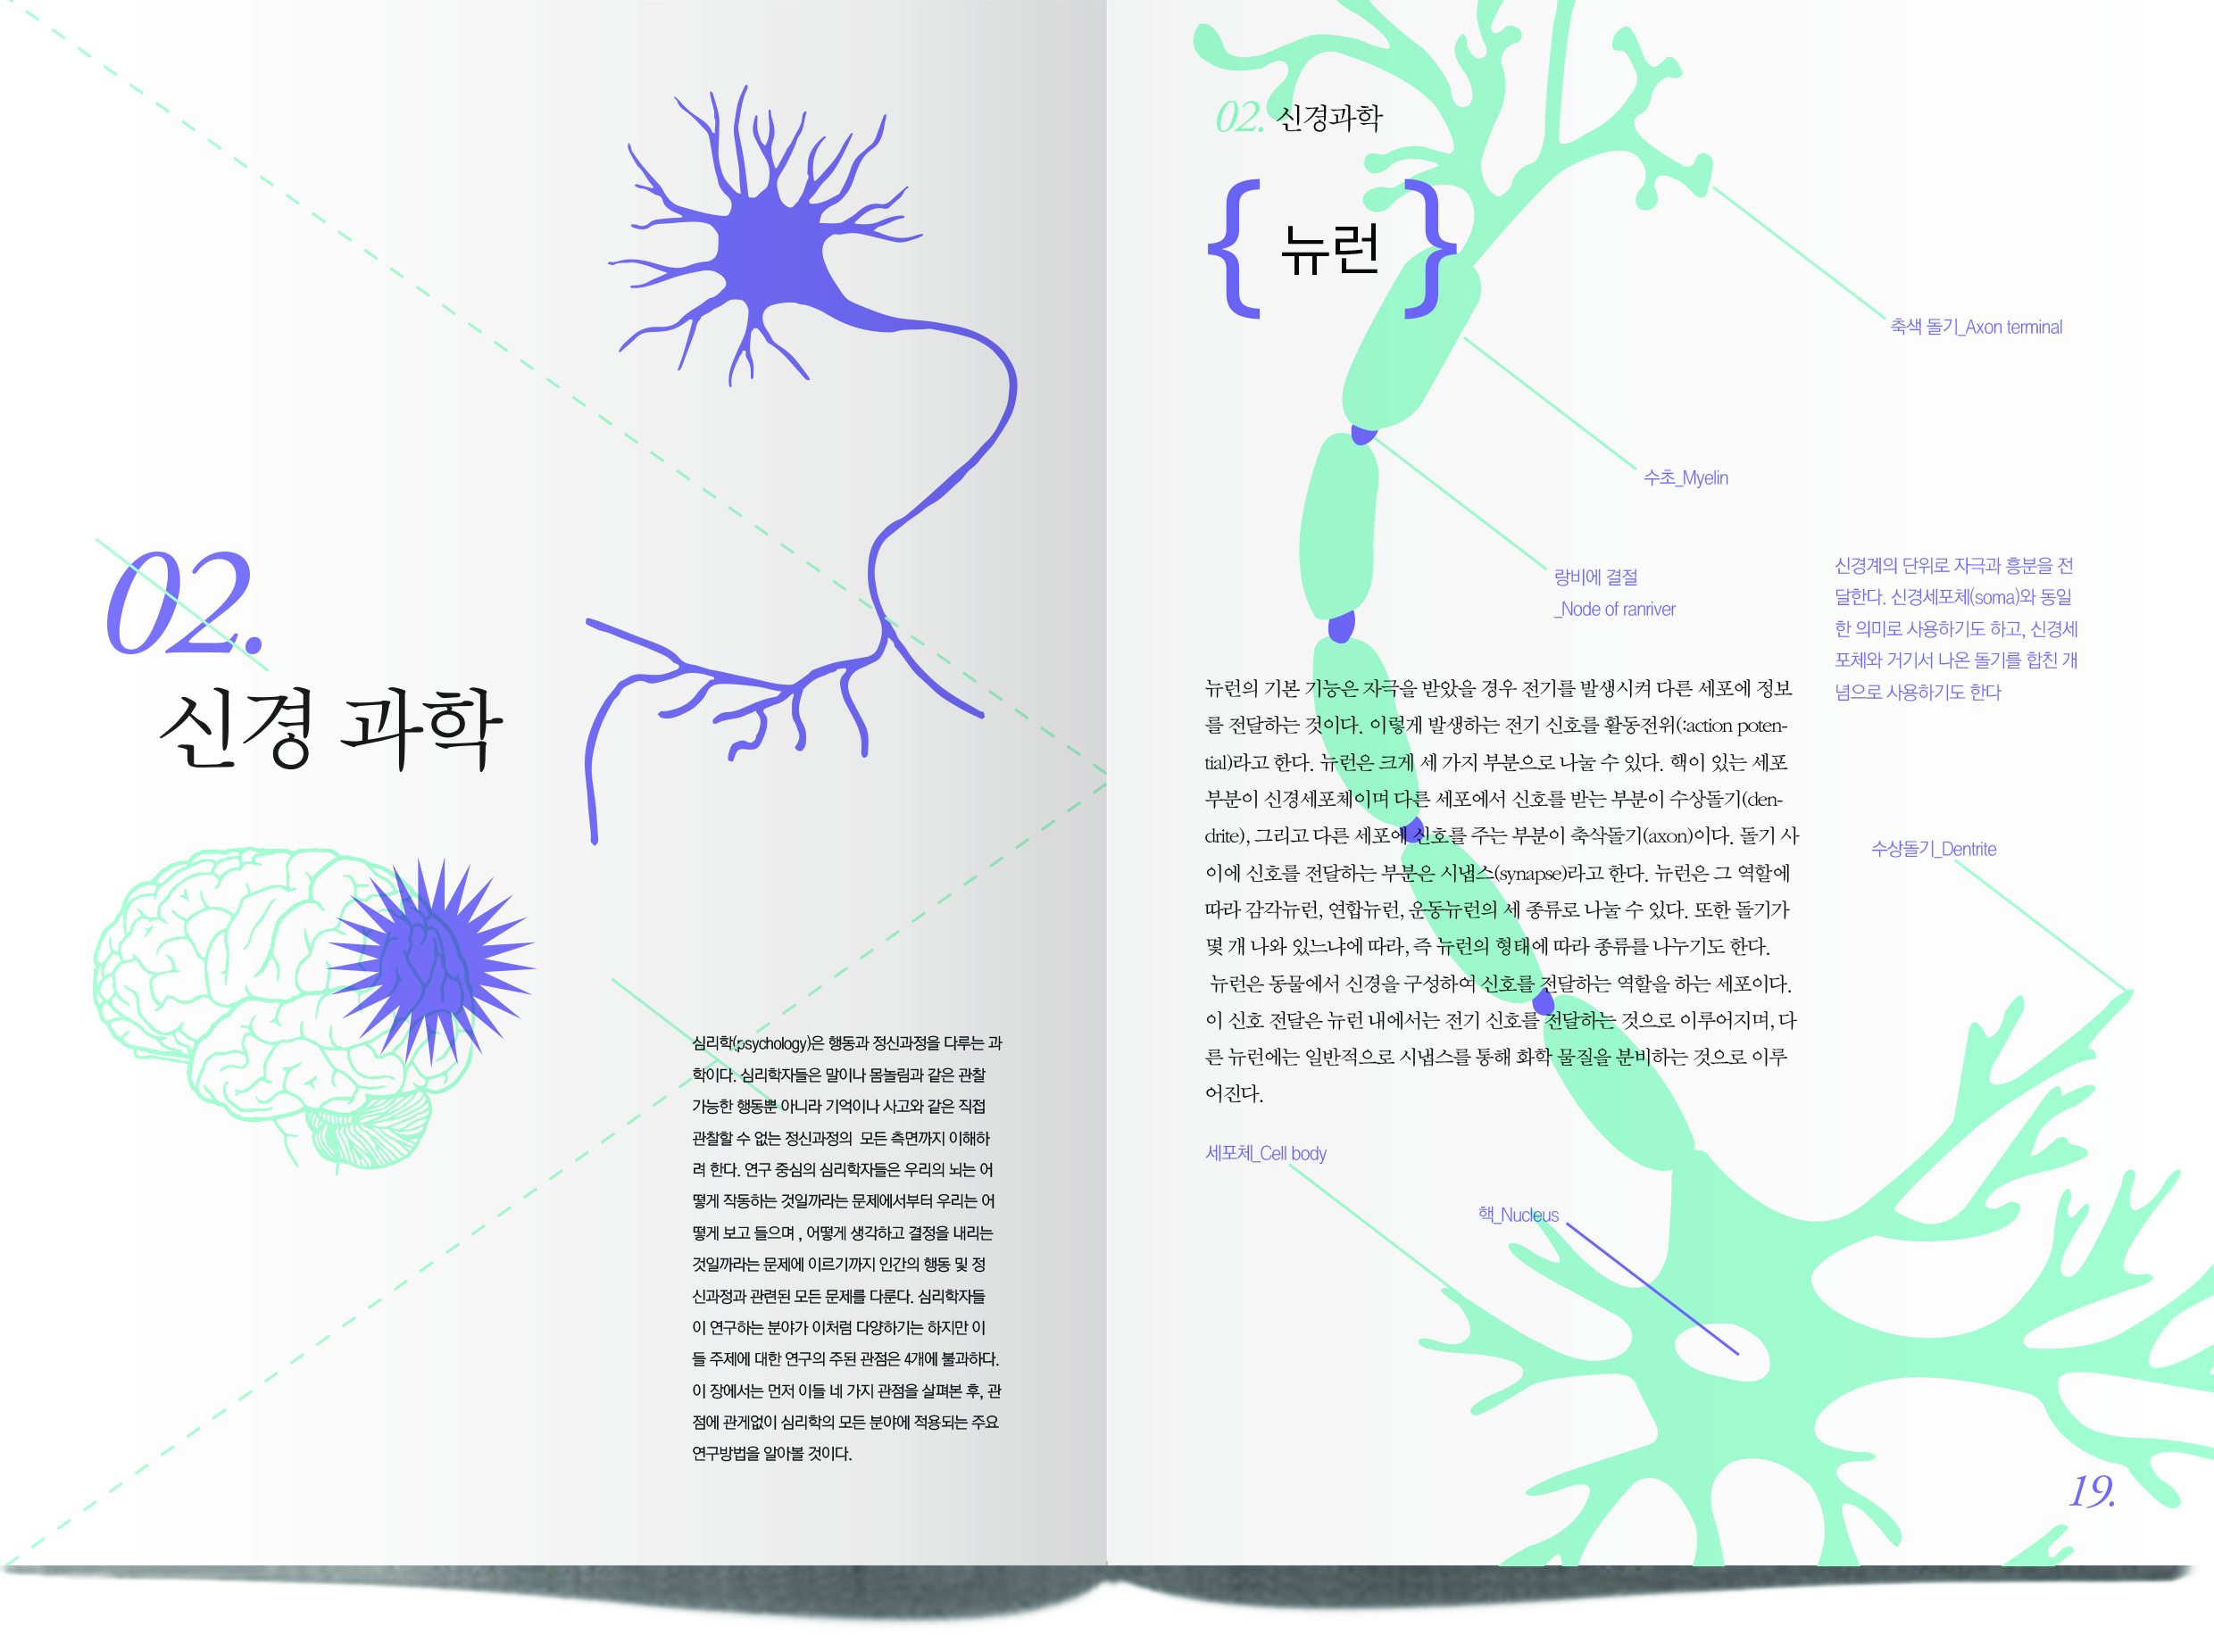 02.
신경 과학
심리학(psychology)은 행동과 정신과정을 다루는 과
학이다. 심리학자들은 말이나 몸놀림과 같은 관찰
가능한 행동뿐 아니라 기억이나 사고와 같은 직접
관찰할 수 없는 정신과정의 모든 측면까지 이해하
려 한다. 연구 중심의 심리학자들은 우리의 뇌는 어
떻게 작동하는 것일까라는 문제에서부터 우리는 어
떻게 보고 들으며 , 어떻게 생각하고 결정을 내리는
것일까라는 문제에 이르기까지 인간의 행동 및 정
신과정과 관련된 모든 문제를 다룬다. 심리학자들
이 연구하는 분야가 이처럼 다양하기는 하지만 이
들 주제에 대한 연구의 주된 관점은 4개에 불과하다.
이 장에서는 먼저 이들 네 가지 관점을 살펴본 후, 관
점에 관게없이 심리학의 모든 분야에 적용되는 주요
연구방법을 알아볼 것이다.
02. 신경과학
{ 뉴런 }
축색 돌기_Axon terminal
수초_Myelin
랑비에 결절
_Node of ranriver
신경계의 단위로 자극과 흥분을 전
달한다. 신경세포체(soma)와 동일
한 의미로 사용하기도 하고, 신경세
포체와 거기서 나온 돌기를 합친 개
념으로 사용하기도 한다
뉴런의 기본 기능은 자극을 받았을 경우 전기를 발생시켜 다른 세포에 정보
를 전달하는 것이다. 이렇게 발생하는 전기 신호를 활동전위(:action poten-
tial)라고 한다. 뉴런은 크게 세 가지 부분으로 나눌 수 있다. 핵이 있는 세포
부분이 신경세포체이며 다른 세포에서 신호를 받는 부분이 수상돌기(den-
drite), 그리고 다른 세포에 신호를 주는 부분이 축삭돌기(axon)이다. 돌기 사
이에 신호를 전달하는 부분은 시냅스(synapse)라고 한다. 뉴런은 그 역할에
따라 감각뉴런, 연합뉴런, 운동뉴런의 세 종류로 나눌 수 있다. 또한 돌기가
몇 개 나와 있느냐에 따라, 즉 뉴런의 형태에 따라 종류를 나누기도 한다.
뉴런은 동물에서 신경을 구성하여 신호를 전달하는 역할을 하는 세포이다.
이 신호 전달은 뉴런 내에서는 전기 신호를 전달하는 것으로 이루어지며, 다
른 뉴런에는 일반적으로 시냅스를 통해 화학 물질을 분비하는 것으로 이루
어진다.
수상돌기_Dentrite
세포체_Cell body
핵_Nucleus
19.